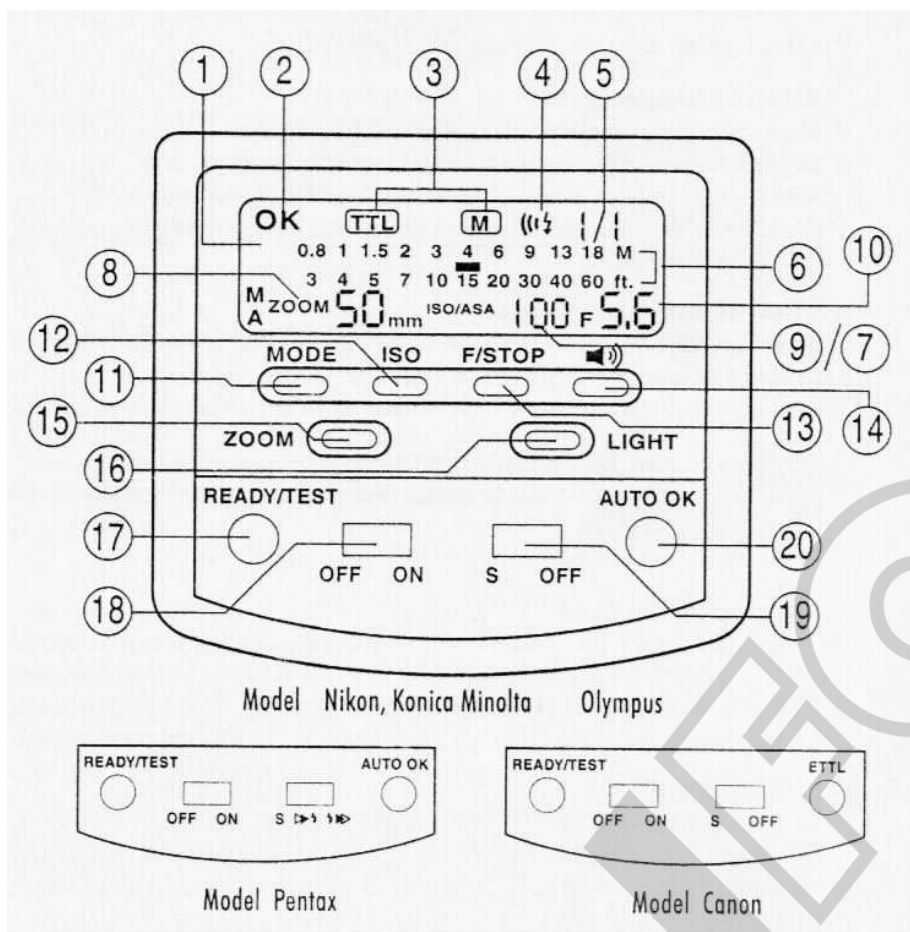 1 2 3 4 5
OK TTL M 1/1
0.8 1 1.5 2 3 4 6 9 13 18 M
3 4 5 7 10 15 20 30 40 60 ft.
6 10
8
M A ZOOM 50 mm ISO/ASA 100 F 5.6
12 9/7
MODE ISO F/STOP
11
15 ZOOM LIGHT 13 14
16
READY/TEST AUTO OK
17 20
OFF ON S OFF
18 19
Model Nikon, Konica Minolta Olympus
READY/TEST AUTO OK
OFF ON S
Model Pentax
READY/TEST ETTL
OFF ON S OFF
Model Canon